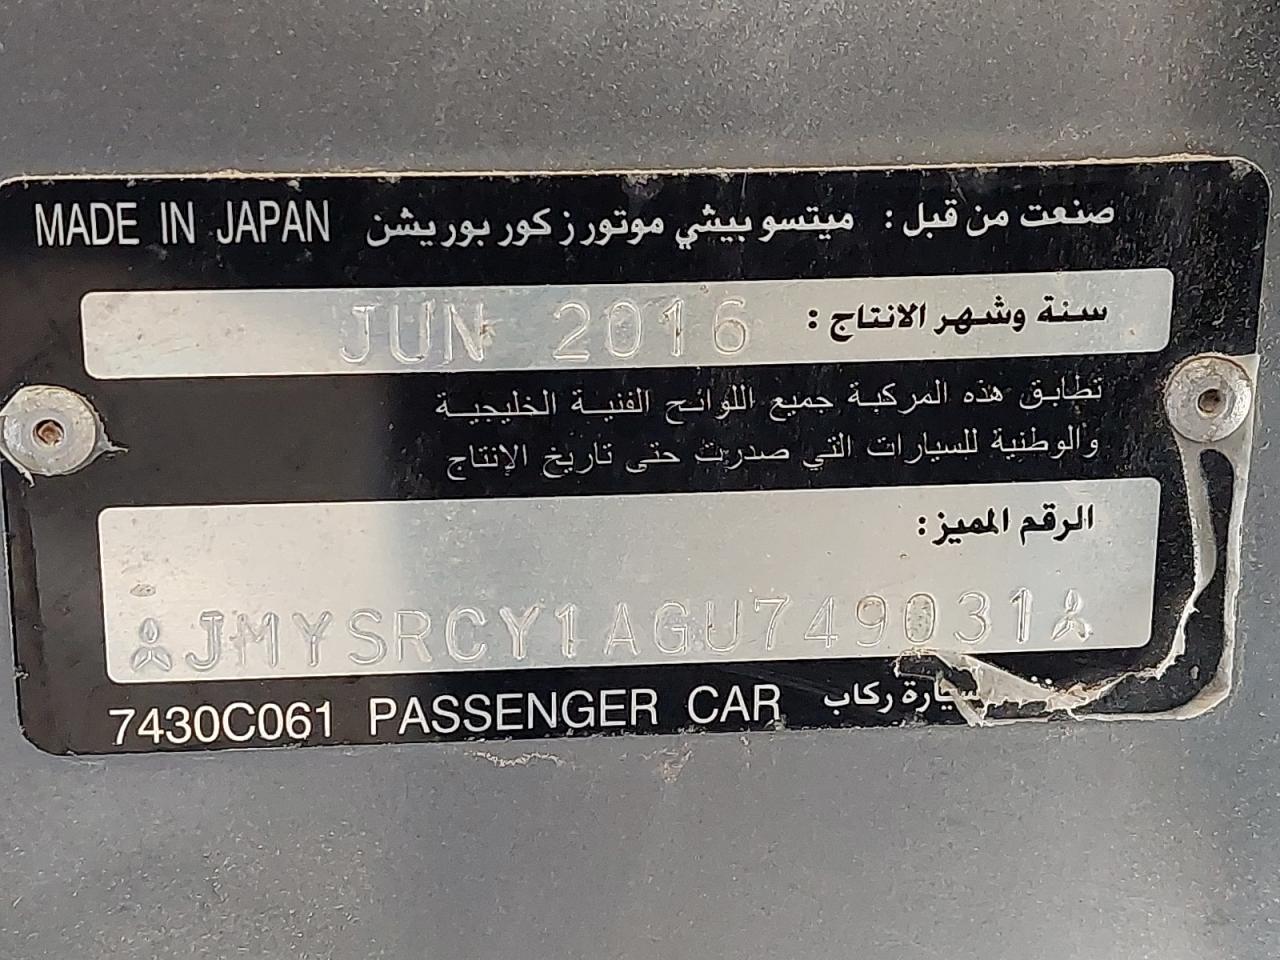 MADE IN JAPAN صنعت من قبل : ميتسوبيشي موتورز كوربوريشن
سنة وشهر الانتاج : JUN 2016
تطابق هذه المركبة جميع اللوائح الفنية الخليجية
والوطنية للسيارات التي صدرت حتى تاريخ الإنتاج
الرقم المميز:
JMYSRCY1AGU749031
7430C061 PASSENGER CAR سيارة ركاب